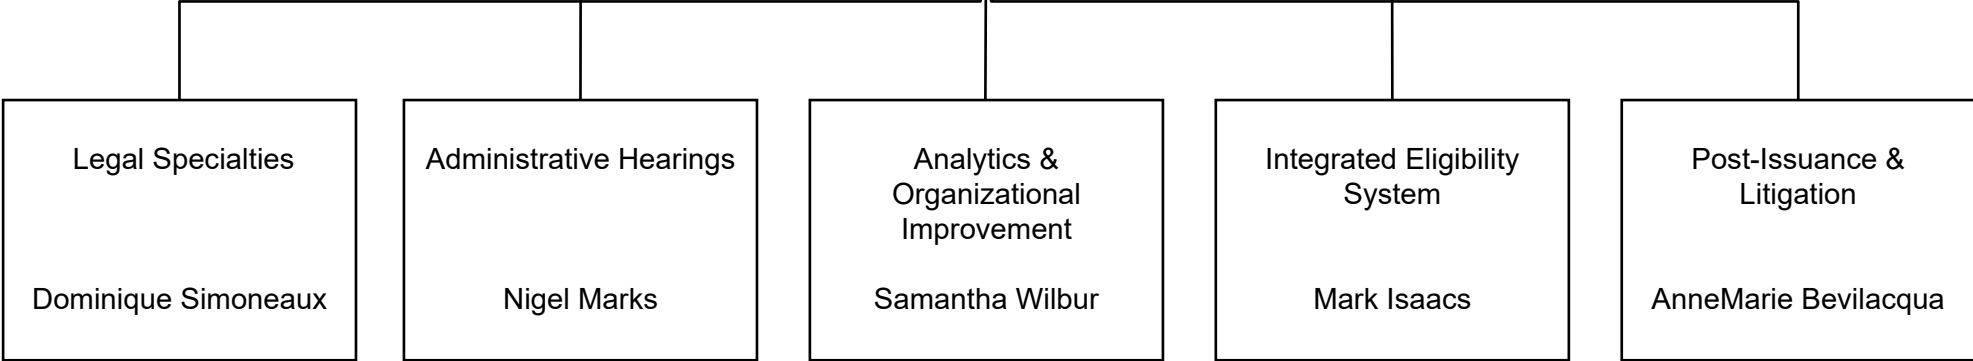 Legal Specialties
Dominique Simoneaux
Administrative Hearings
Nigel Marks
Analytics &
Organizational
Improvement
Samantha Wilbur
Integrated Eligibility
System
Mark Isaacs
Post-Issuance &
Litigation
AnneMarie Bevilacqua